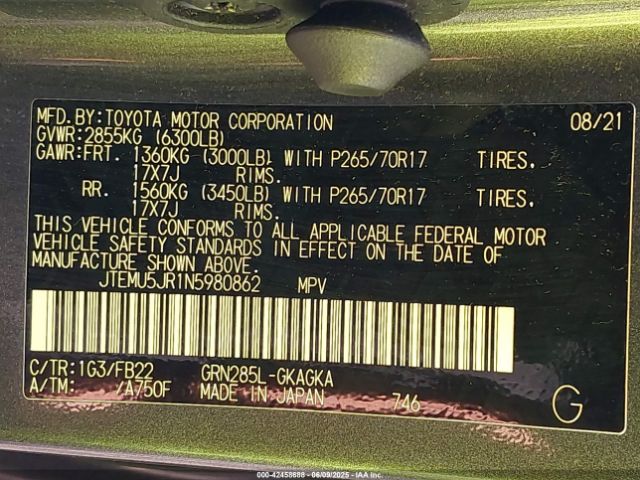 MFD.BY:TOYOTA MOTOR CORPORATION 08/21
GVWR:2855KG (6300LB)
GAWR:FRT. 1360KG (3000LB) WITH P265/70R17 TIRES.
17X7J RIMS.
RR. 1560KG (3450LB) WITH P265/70R17 TIRES.
17X7J RIMS.
THIS VEHICLE CONFORMS TO ALL APPLICABLE FEDERAL MOTOR
VEHICLE SAFETY STANDARDS IN EFFECT ON THE DATE OF
MANUFACTURE SHOWN ABOVE.
JTEMU5JR1N5980862 MPV
C/TR:1G3/FB22 GRN285L-GKAGKA
A/TM: /A750F MADE IN JAPAN 746 G
000-42458688 - 06/09/2025 - IAAI.COM